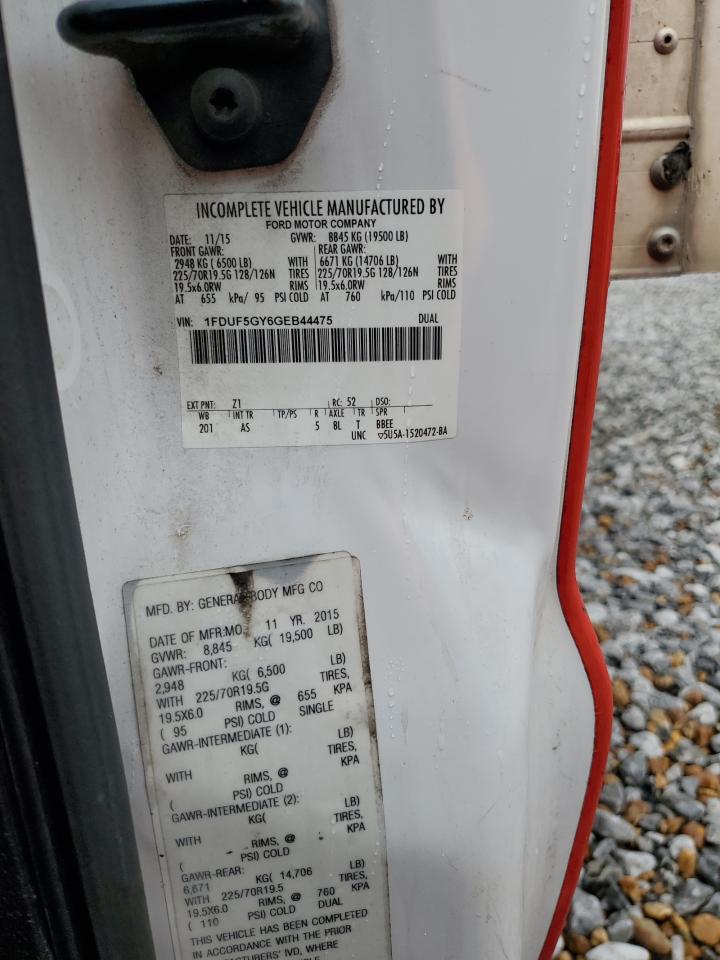 INCOMPLETE VEHICLE MANUFACTURED BY
FORD MOTOR COMPANY
DATE: 11/15 GVWR: 8845 KG (19500 LB)
FRONT GAWR: REAR GAWR:
2948 KG ( 6500 LB) WITH 6671 KG (14706 LB) WITH
225/70R19.5G 128/126N TIRES 225/70R19.5G 128/126N TIRES
19.5x6.0RW RIMS 19.5x6.0RW RIMS
AT 655 kPa/ 95 PSI COLD AT 760 kPa/110 PSI COLD
VIN: 1FDUF5GY6GEB44475 DUAL
EXT PNT: Z1 RC: 52 DSO:
WB INT TR TP/PS R AXLE TR SPR
201 AS 5 8L T BBEE
UNC ▽5U5A-1520472-BA
MFD. BY: GENERAL BODY MFG CO
DATE OF MFR:MO. 11 YR. 2015
GVWR: 8,845 KG( 19,500 LB)
GAWR-FRONT:
2,948 KG( 6,500 LB)
WITH 225/70R19.5G TIRES,
19.5X6.0 RIMS, @ 655 KPA
( 95 PSI) COLD SINGLE
GAWR-INTERMEDIATE (1):
KG( LB)
WITH TIRES,
RIMS, @ KPA
( PSI) COLD
GAWR-INTERMEDIATE (2):
KG( LB)
WITH TIRES,
RIMS, @ KPA
( PSI) COLD
GAWR-REAR:
6,671 KG( 14,706 LB)
WITH 225/70R19.5 TIRES,
19.5X6.0 RIMS, @ 760 KPA
( 110 PSI) COLD DUAL
THIS VEHICLE HAS BEEN COMPLETED
IN ACCORDANCE WITH THE PRIOR
MANUFACTURERS' IVD, WHERE